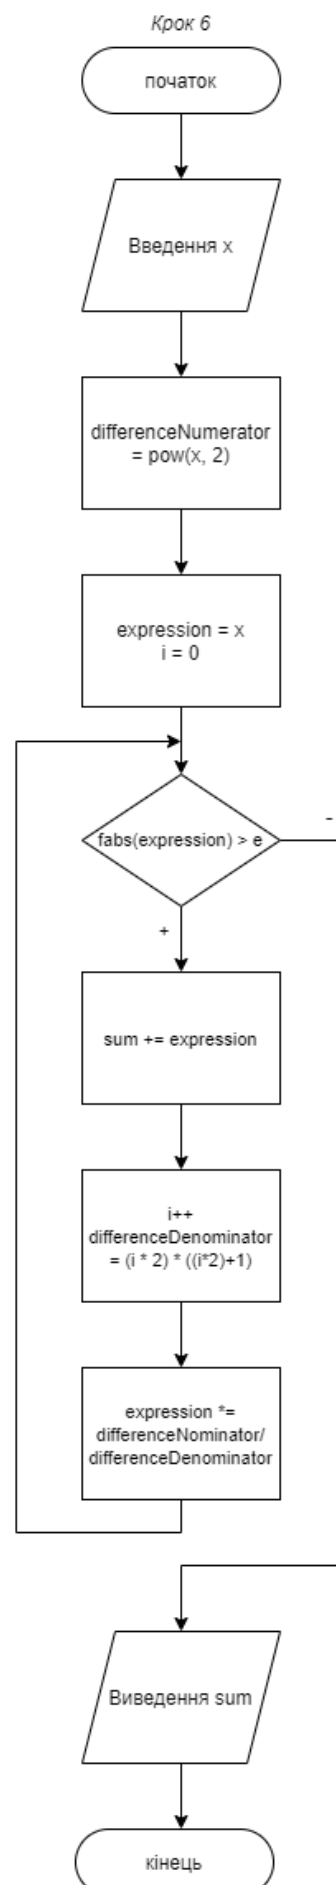 Крок 6
початок
Введення x
differenceNumerator
= pow(x, 2)
expression = x
i = 0
fabs(expression) > e
-
+
sum += expression
i++
differenceDenominator
= (i * 2) * ((i*2)+1)
expression *=
differenceNominator/
differenceDenominator
Виведення sum
кінець